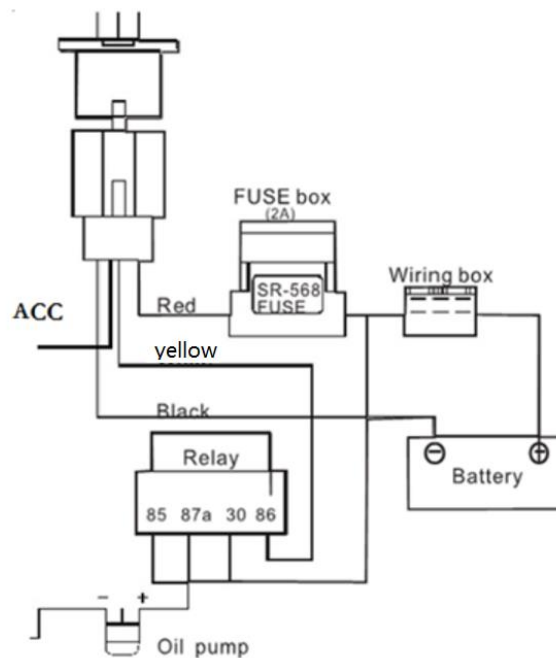 FUSE box
(2A)
Wiring box
SR-568
FUSE
ACC
Red
yellow
Black
Relay
85 87a 30 86
Battery
− +
Oil pump